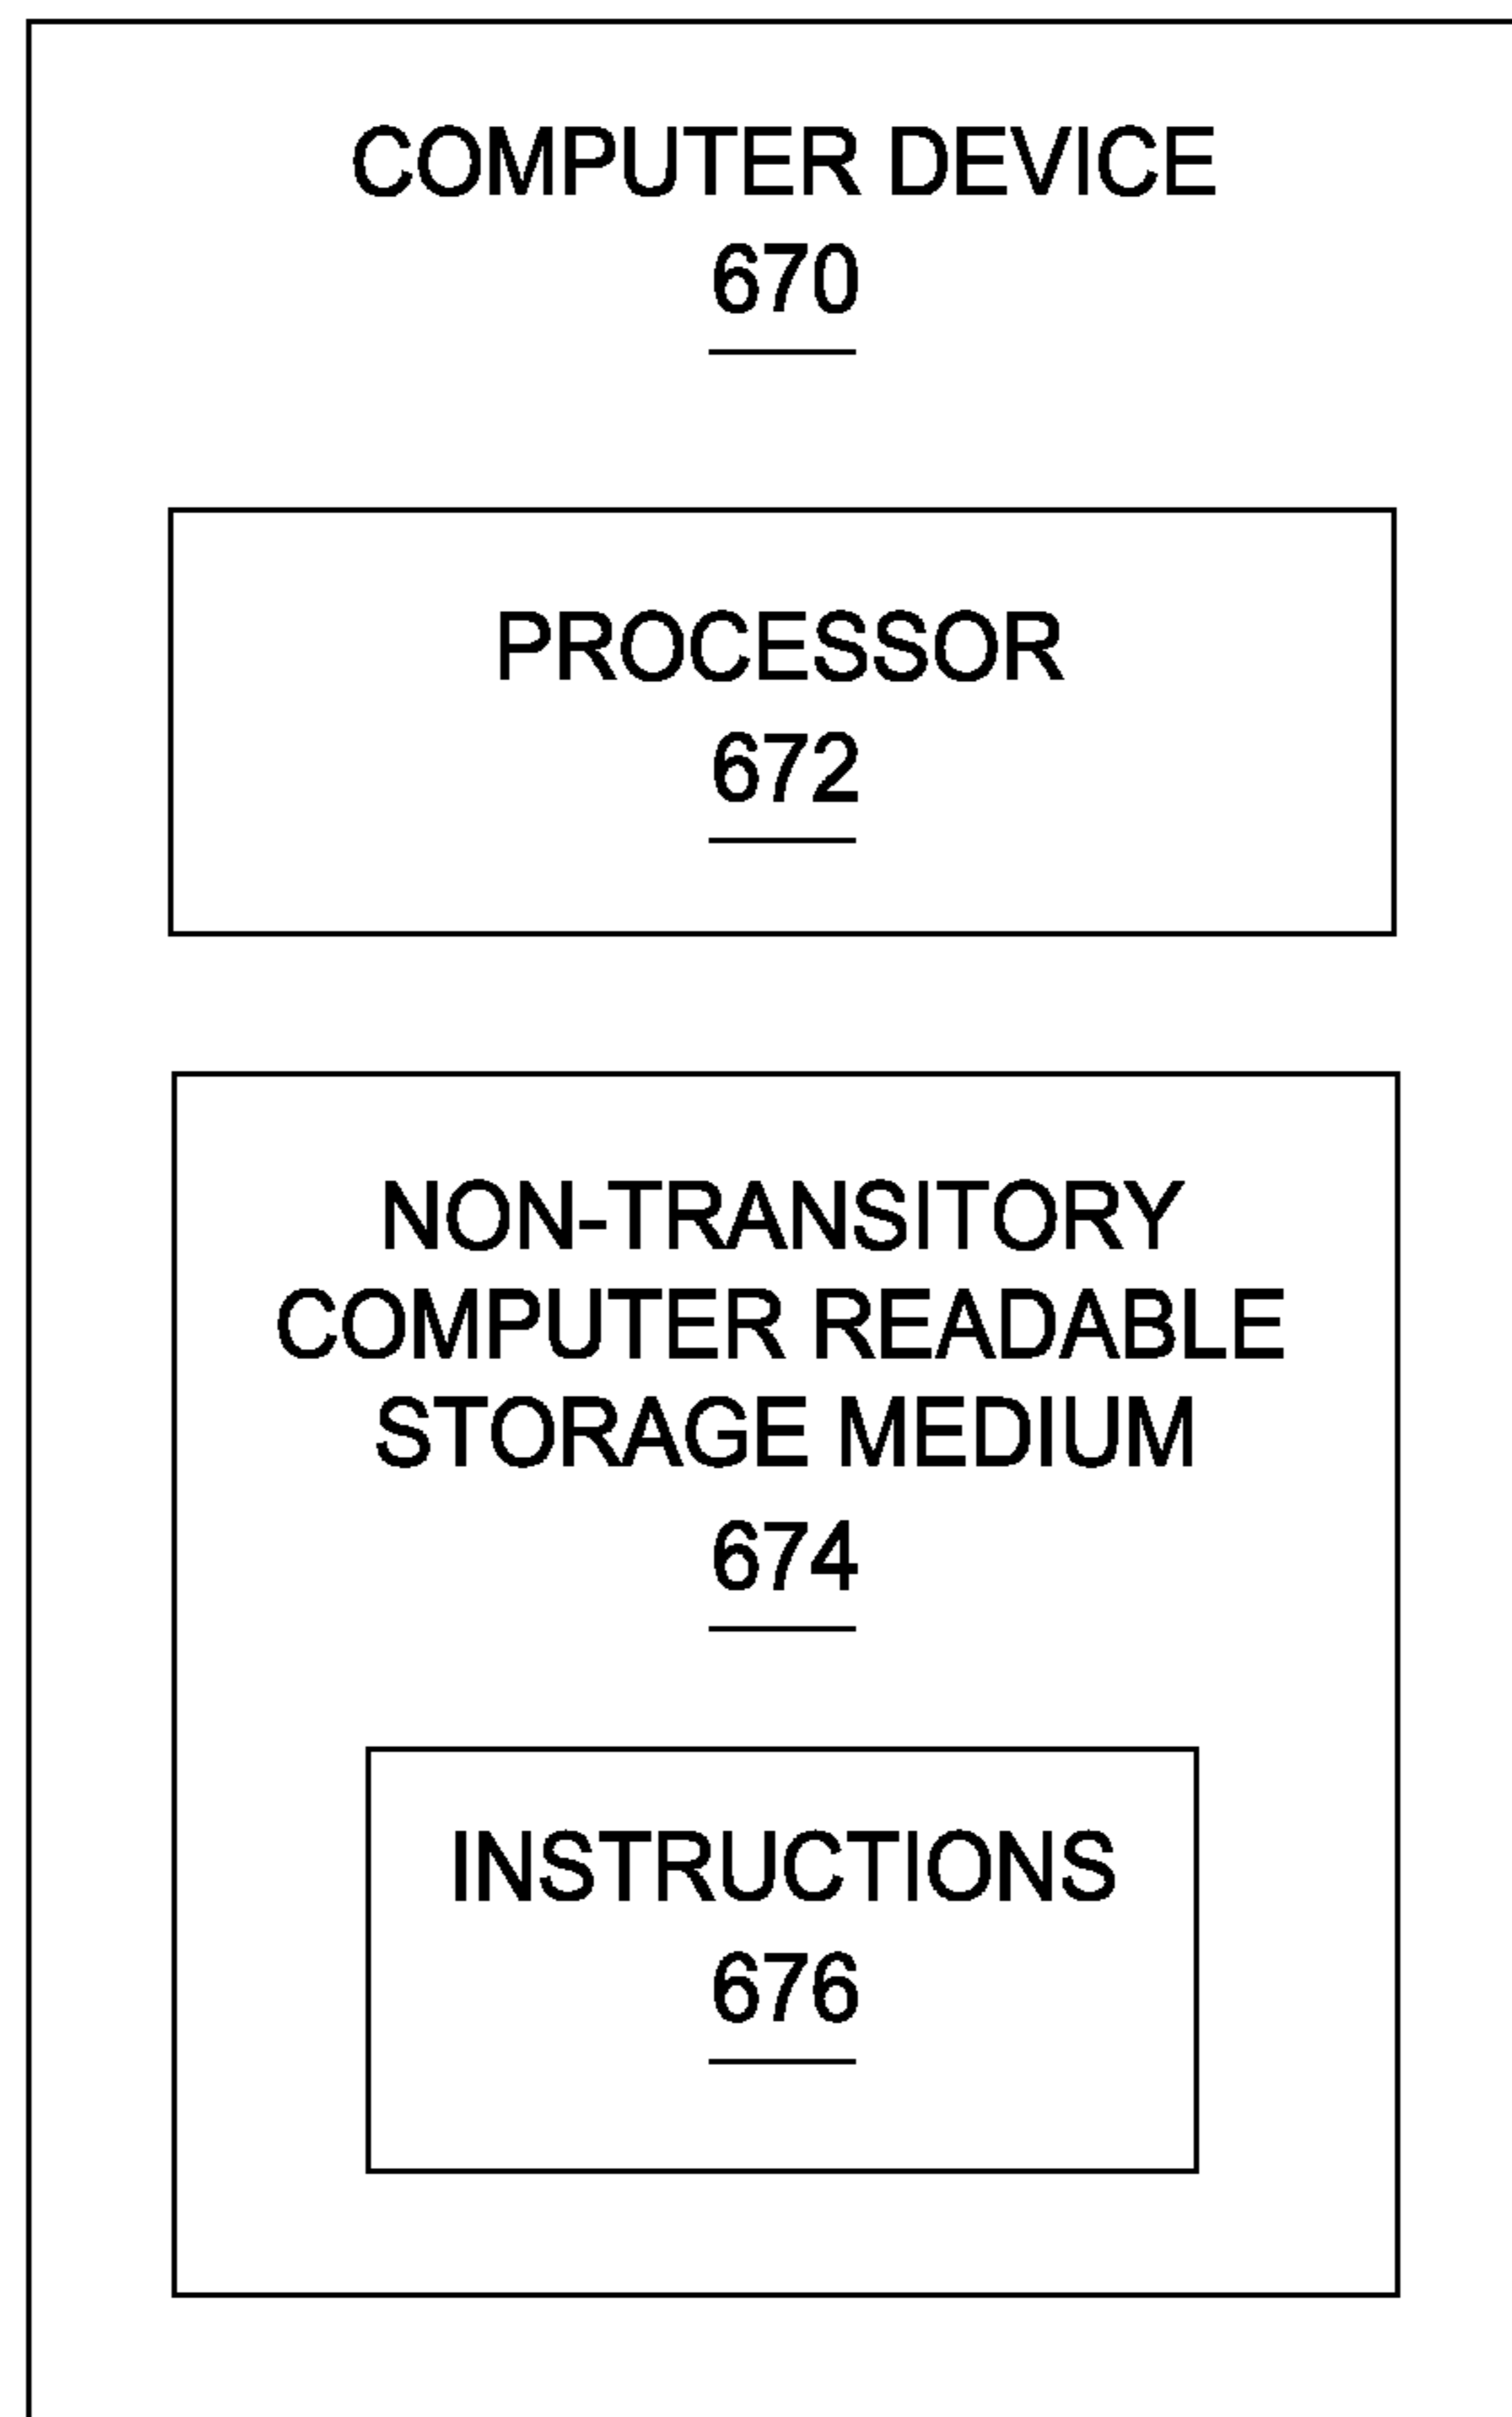 COMPUTER DEVICE
670
PROCESSOR
672
NON-TRANSITORY
COMPUTER READABLE
STORAGE MEDIUM
674
INSTRUCTIONS
676